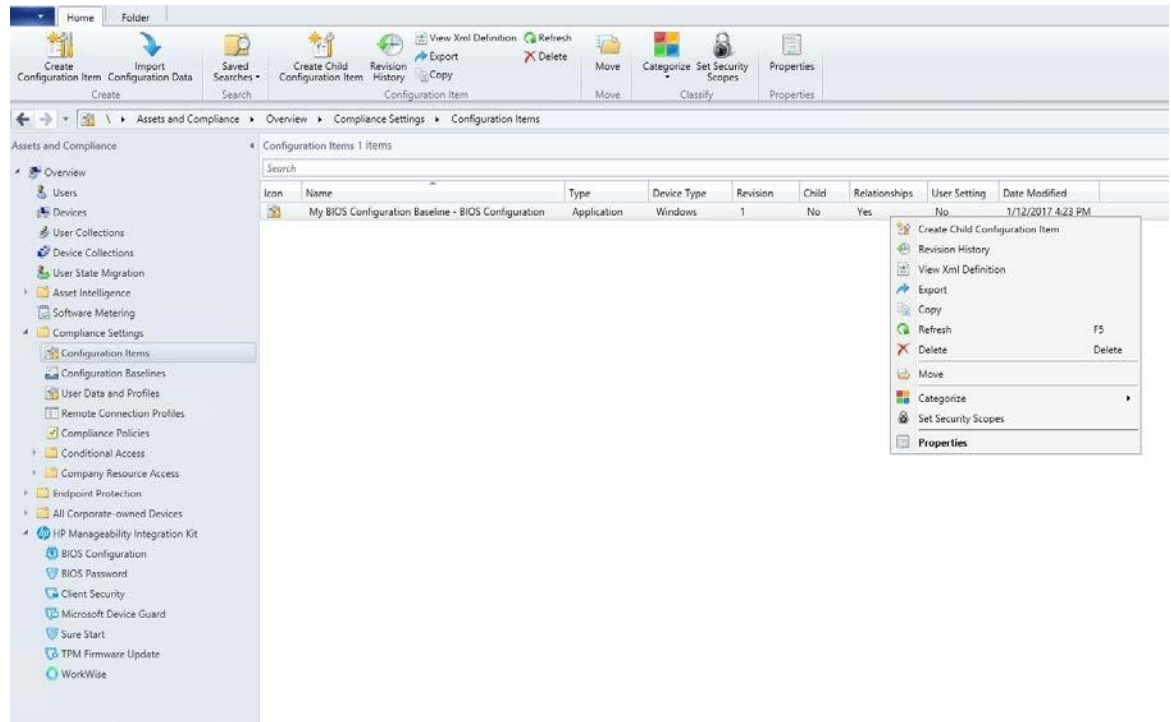 Home Folder
Create Configuration Item
Import Configuration Data
Saved Searches
Create Child Configuration Item
Revision History
View Xml Definition
Export
Copy
Refresh
Delete
Move
Categorize
Set Security Scopes
Properties
Create Search Configuration Item Move Classify Properties
\ Assets and Compliance Overview Compliance Settings Configuration Items
Assets and Compliance
Overview
Users
Devices
User Collections
Device Collections
User State Migration
Asset Intelligence
Software Metering
Compliance Settings
Configuration Items
Configuration Baselines
User Data and Profiles
Remote Connection Profiles
Compliance Policies
Conditional Access
Company Resource Access
Endpoint Protection
All Corporate-owned Devices
HP Manageability Integration Kit
BIOS Configuration
BIOS Password
Client Security
Microsoft Device Guard
Sure Start
TPM Firmware Update
WorkWise
Configuration Items 1 items
Search
Icon Name Type Device Type Revision Child Relationships User Setting Date Modified
My BIOS Configuration Baseline - BIOS Configuration Application Windows 1 No Yes No 1/12/2017 4:23 PM
Create Child Configuration Item
Revision History
View Xml Definition
Export
Copy
Refresh F5
Delete Delete
Move
Categorize
Set Security Scopes
Properties